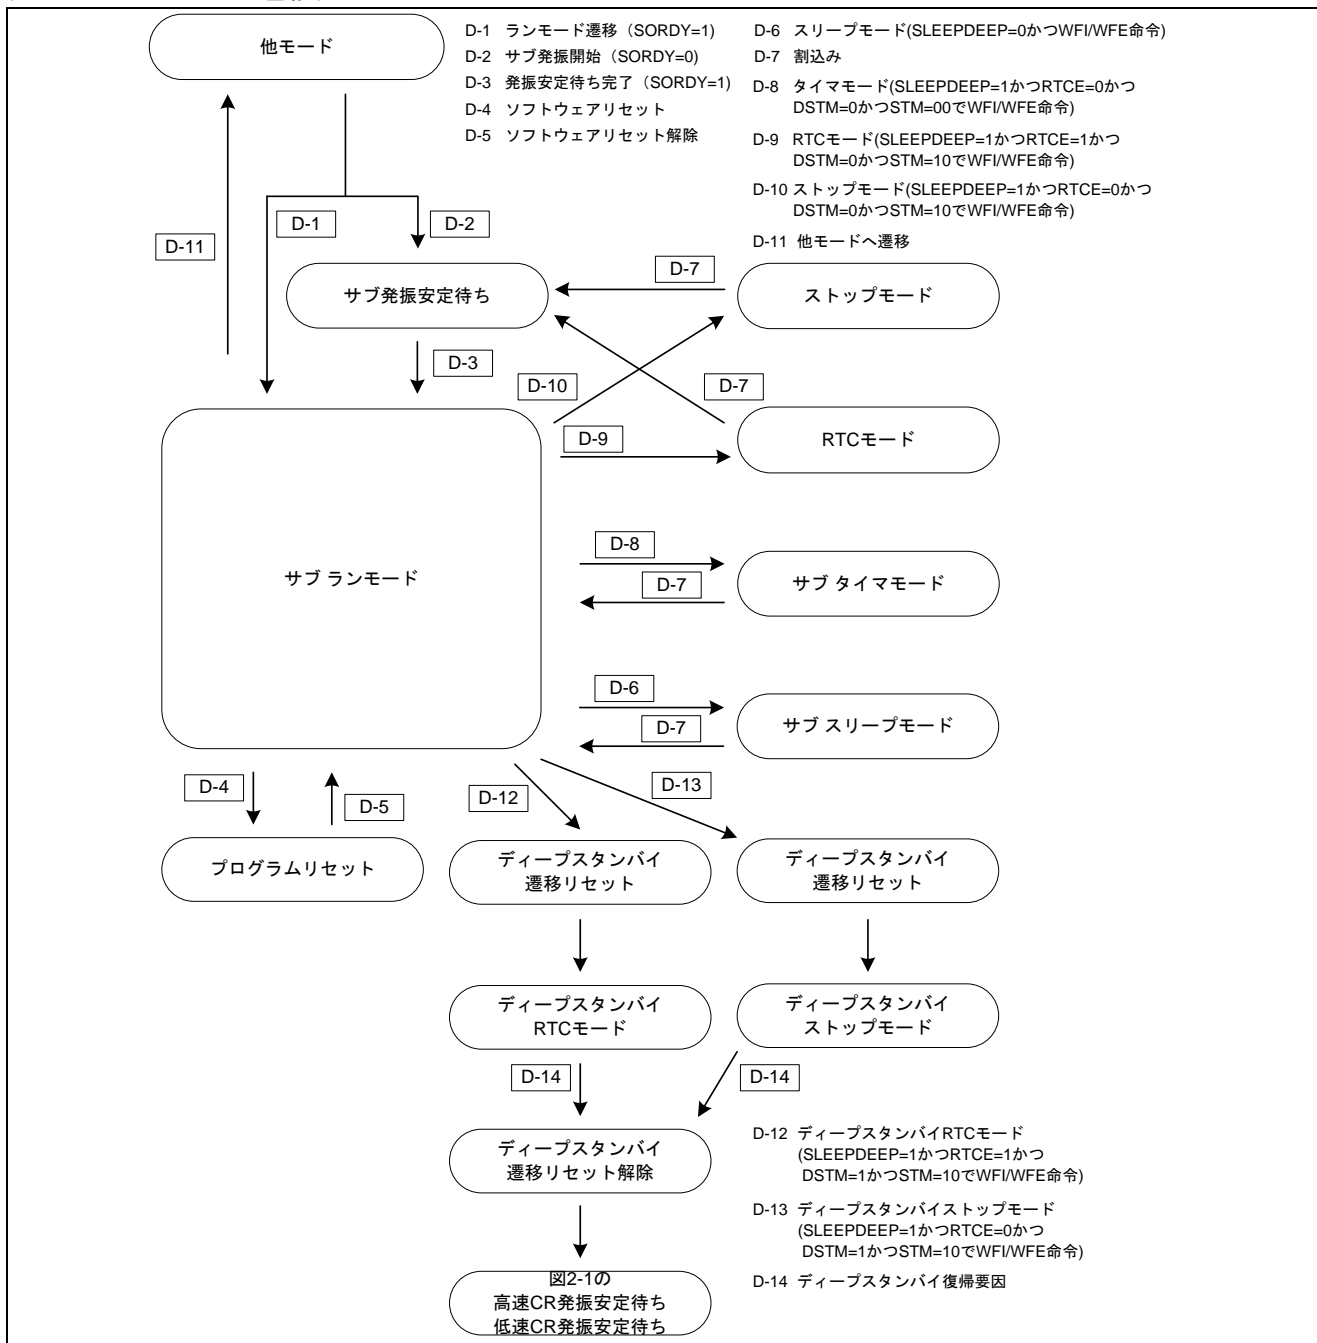 他モード
D-1 ランモード遷移（SORDY=1）
D-2 サブ発振開始（SORDY=0）
D-3 発振安定待ち完了（SORDY=1）
D-4 ソフトウェアリセット
D-5 ソフトウェアリセット解除
D-6 スリープモード(SLEEPDEEP=0かつWFI/WFE命令)
D-7 割込み
D-8 タイマモード(SLEEPDEEP=1かつRTCE=0かつ
DSTM=0かつSTM=00でWFI/WFE命令)
D-9 RTCモード(SLEEPDEEP=1かつRTCE=1かつ
DSTM=0かつSTM=10でWFI/WFE命令)
D-10 ストップモード(SLEEPDEEP=1かつRTCE=0かつ
DSTM=0かつSTM=10でWFI/WFE命令)
D-11 他モードへ遷移
D-11
D-1
D-2
サブ発振安定待ち
D-7
ストップモード
D-3
D-10
D-7
D-9
RTCモード
サブ ランモード
D-8
D-7
サブ タイマモード
D-6
D-7
サブ スリープモード
D-4
D-5
D-12
D-13
プログラムリセット
ディープスタンバイ
遷移リセット
ディープスタンバイ
遷移リセット
ディープスタンバイ
RTCモード
ディープスタンバイ
ストップモード
D-14
D-14
ディープスタンバイ
遷移リセット解除
D-12 ディープスタンバイRTCモード
(SLEEPDEEP=1かつRTCE=1かつ
DSTM=1かつSTM=10でWFI/WFE命令)
D-13 ディープスタンバイストップモード
(SLEEPDEEP=1かつRTCE=0かつ
DSTM=1かつSTM=10でWFI/WFE命令)
D-14 ディープスタンバイ復帰要因
図2-1の
高速CR発振安定待ち
低速CR発振安定待ち